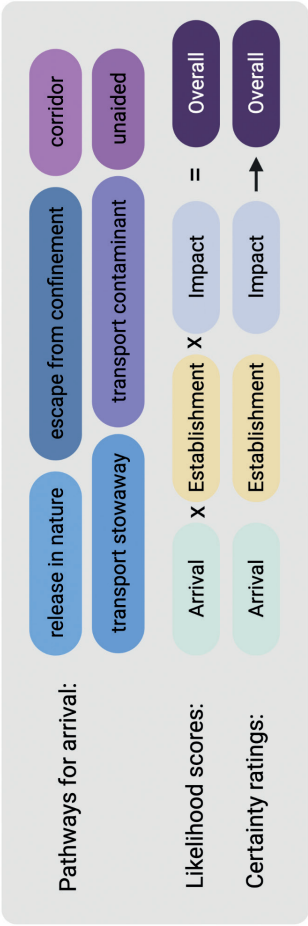 Pathways for arrival: release in nature escape from confinement corridor
transport stowaway transport contaminant unaided
Likelihood scores: Arrival x Establishment x Impact = Overall
Certainty ratings: Arrival Establishment Impact → Overall